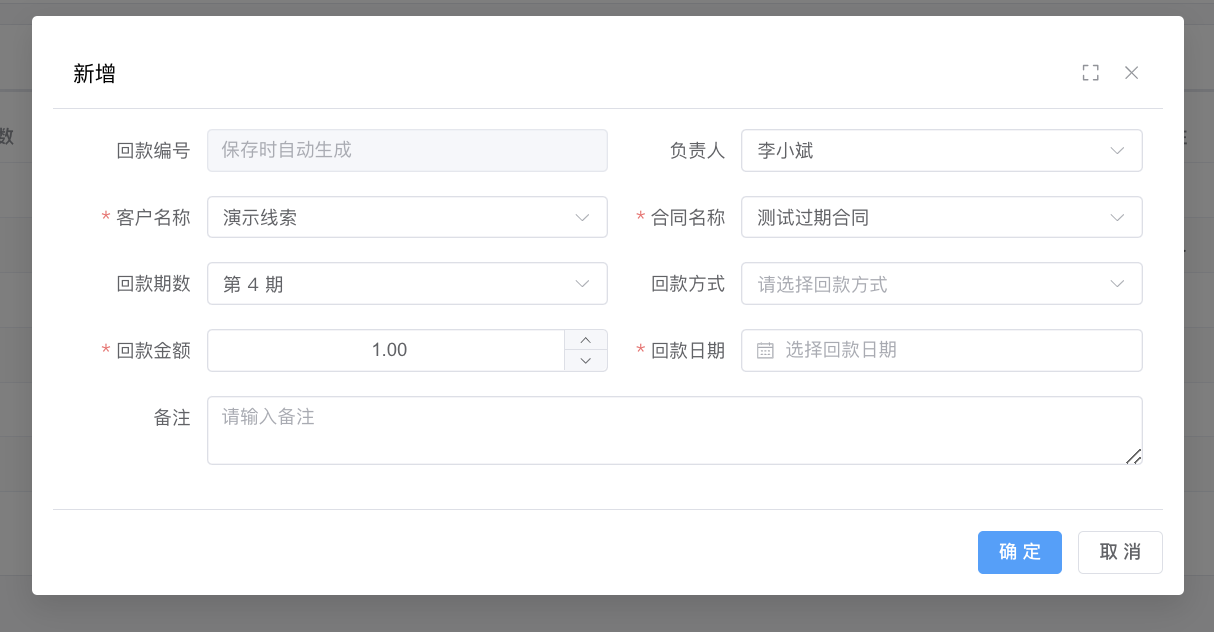 新增
数
回款编号 保存时自动生成 负责人 李小斌
* 客户名称 演示线索 * 合同名称 测试过期合同
回款期数 第 4 期 回款方式 请选择回款方式
* 回款金额 1.00 * 回款日期 选择回款日期
备注 请输入备注
确 定 取 消